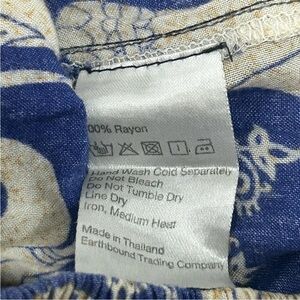 100% Rayon
Hand Wash Cold Separately
Do Not Bleach
Do Not Tumble Dry
Line Dry
Iron, Medium Heat
Made in Thailand
Earthbound Trading Company